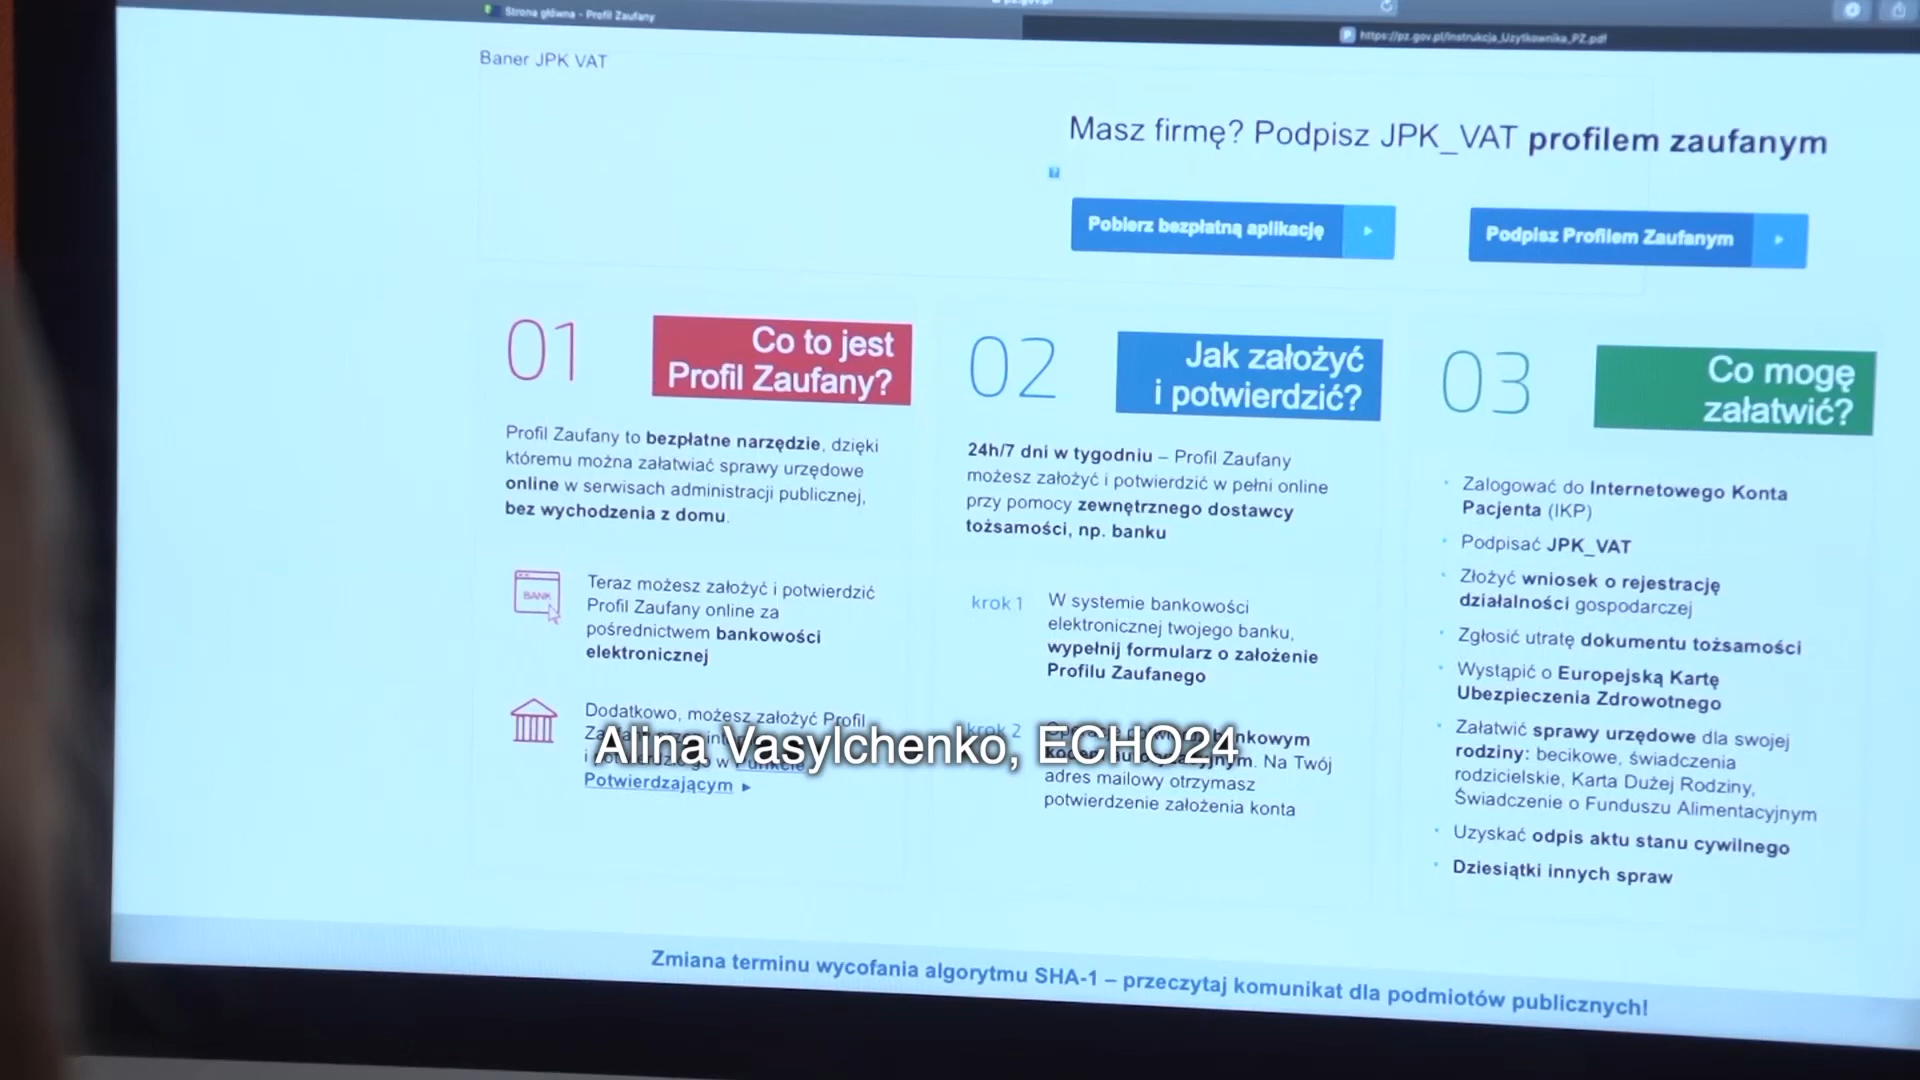 Strona główna - Profil Zaufany
https://pz.gov.pl/Instrukcja_Uzytkownika_PZ.pdf
Baner JPK VAT
Masz firmę? Podpisz JPK_VAT profilem zaufanym
Pobierz bezpłatną aplikację
Podpisz Profilem Zaufanym
01
Co to jest
Profil Zaufany?
Profil Zaufany to bezpłatne narzędzie, dzięki
któremu można załatwiać sprawy urzędowe
online w serwisach administracji publicznej,
bez wychodzenia z domu.
BANK
Teraz możesz założyć i potwierdzić
Profil Zaufany online za
pośrednictwem bankowości
elektronicznej
Dodatkowo, możesz założyć Profil
i w Punkcie
Potwierdzającym
02
Jak założyć
i potwierdzić?
24h/7 dni w tygodniu – Profil Zaufany
możesz założyć i potwierdzić w pełni online
przy pomocy zewnętrznego dostawcy
tożsamości, np. banku
krok 1
W systemie bankowości
elektronicznej twojego banku,
wypełnij formularz o założenie
Profilu Zaufanego
krok 2
Na Twój
adres mailowy otrzymasz
potwierdzenie założenia konta
03
Co mogę
załatwić?
Zalogować do Internetowego Konta
Pacjenta (IKP)
Podpisać JPK_VAT
Złożyć wniosek o rejestrację
działalności gospodarczej
Zgłosić utratę dokumentu tożsamości
Wystąpić o Europejską Kartę
Ubezpieczenia Zdrowotnego
Załatwić sprawy urzędowe dla swojej
rodziny: becikowe, świadczenia
rodzicielskie, Karta Dużej Rodziny,
Świadczenie o Funduszu Alimentacyjnym
Uzyskać odpis aktu stanu cywilnego
Dziesiątki innych spraw
Alina Vasylchenko, ECHO24
Zmiana terminu wycofania algorytmu SHA-1 – przeczytaj komunikat dla podmiotów publicznych!